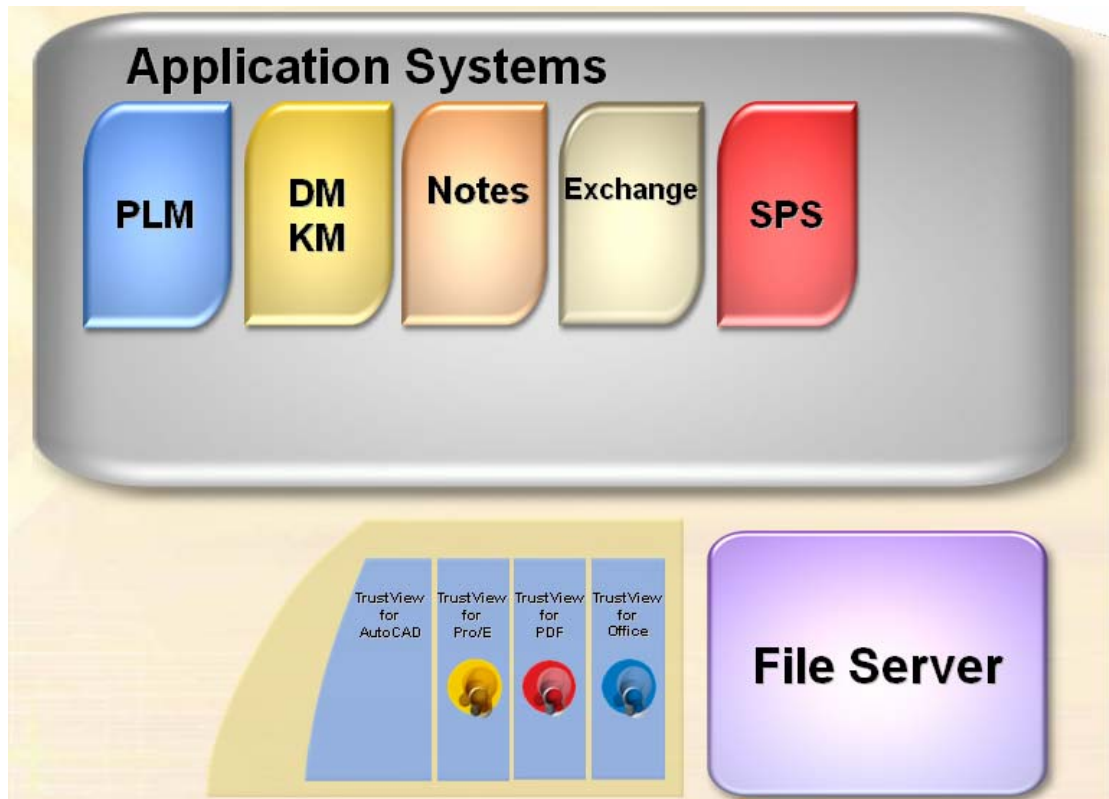 Application Systems
PLM
DM
KM
Notes
Exchange
SPS
TrustView
for
AutoCAD
TrustView
for
Pro/E
TrustView
for
PDF
TrustView
for
Office
File Server